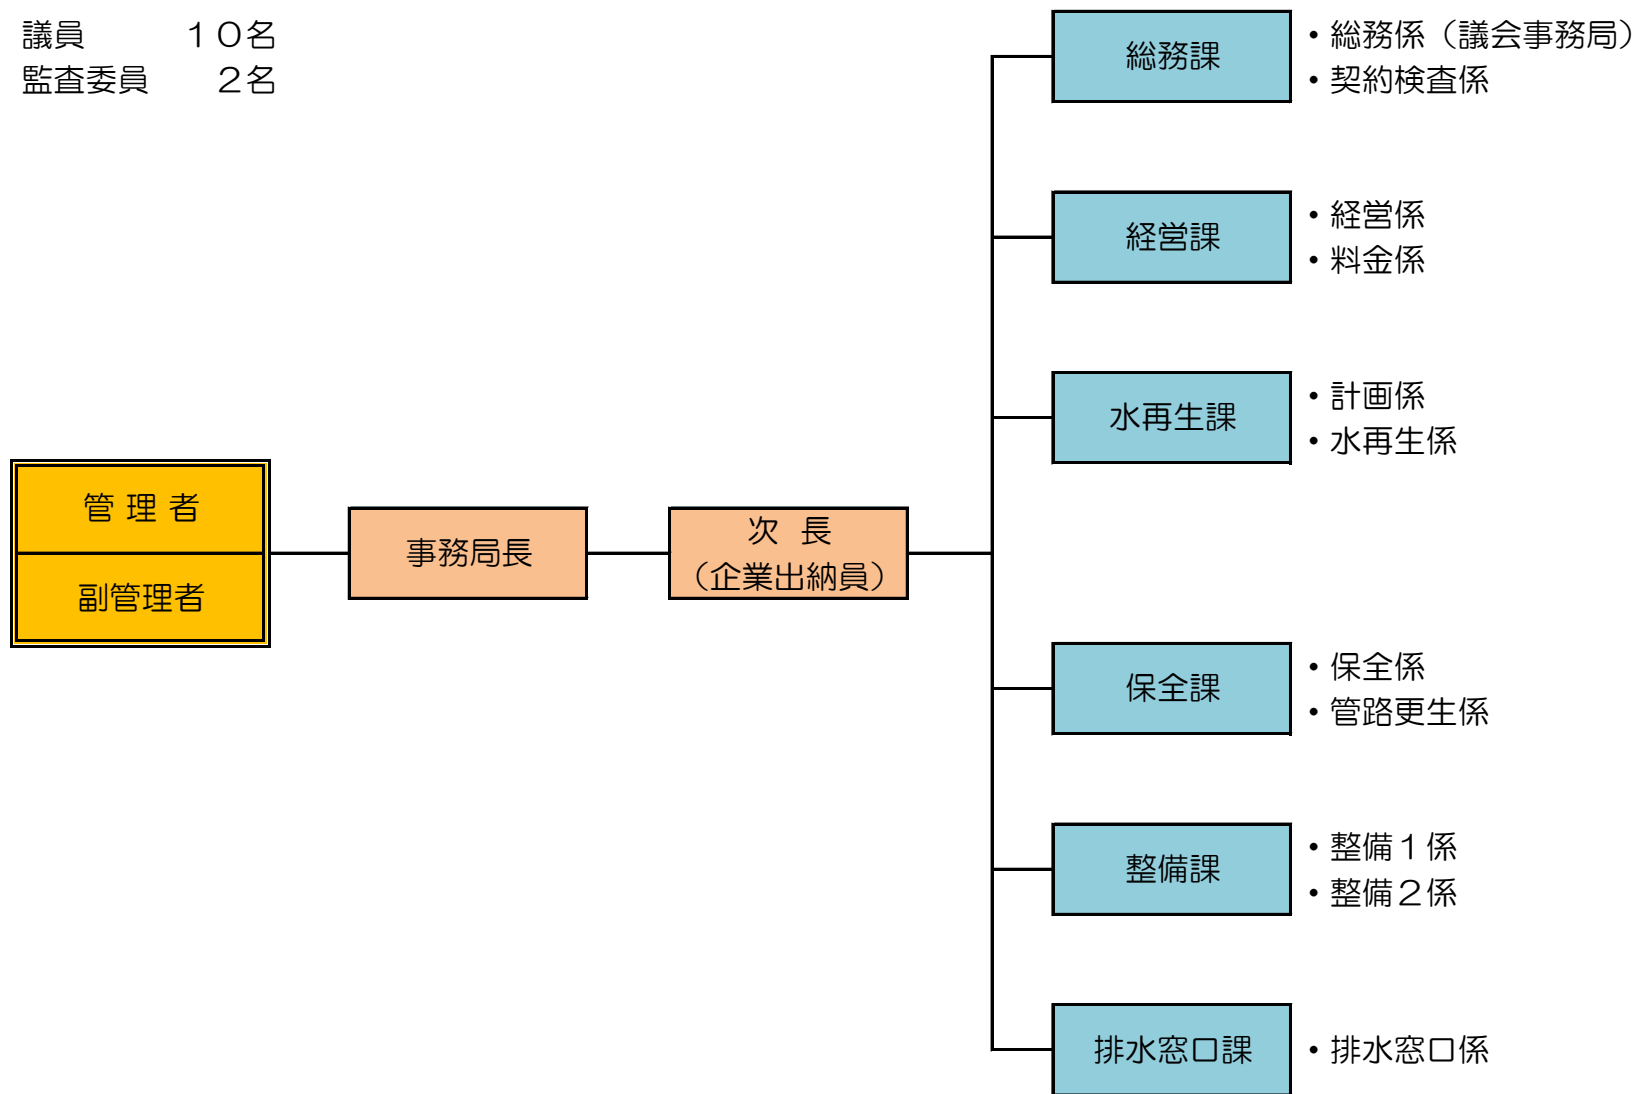 議員　　　１０名
監査委員　　２名
総務課
・総務係（議会事務局）
・契約検査係
経営課
・経営係
・料金係
水再生課
・計画係
・水再生係
管 理 者
副管理者
事務局長
次　長
（企業出納員）
保全課
・保全係
・管路更生係
整備課
・整備１係
・整備２係
排水窓口課
・排水窓口係